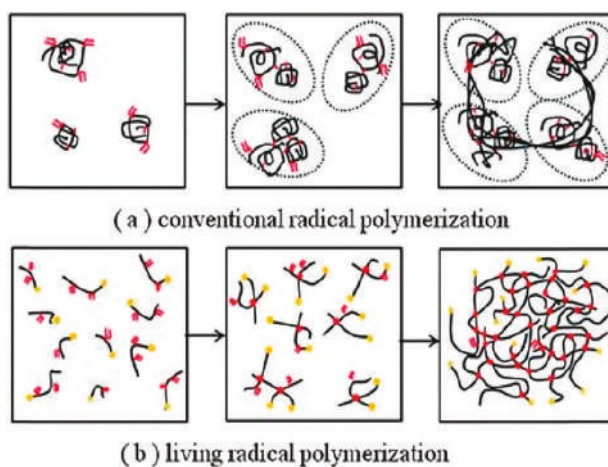 ( a ) conventional radical polymerization
( b ) living radical polymerization